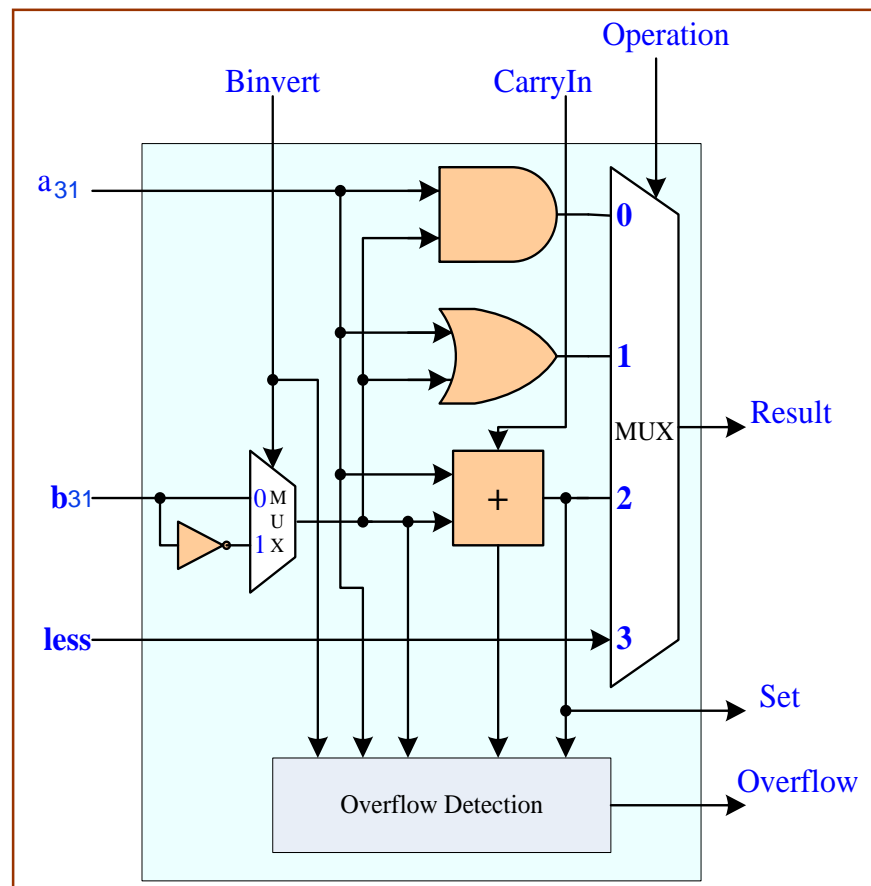 Operation
Binvert
CarryIn
a31
0
1
MUX
Result
+
2
b31
0
1
M
U
X
less
3
Set
Overflow
Overflow Detection